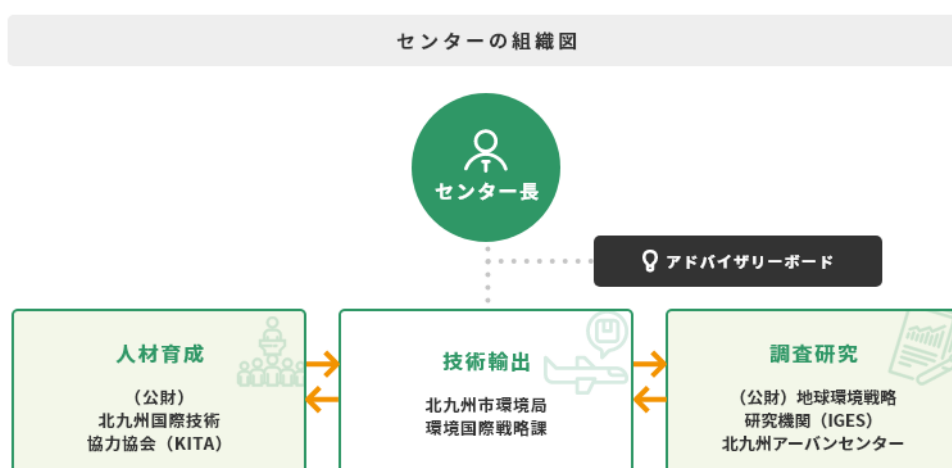 センターの組織図
センター長
アドバイザリーボード
人材育成
（公財）
北九州国際技術
協力協会（KITA）
技術輸出
北九州市環境局
環境国際戦略課
調査研究
（公財）地球環境戦略
研究機関（IGES）
北九州アーバンセンター